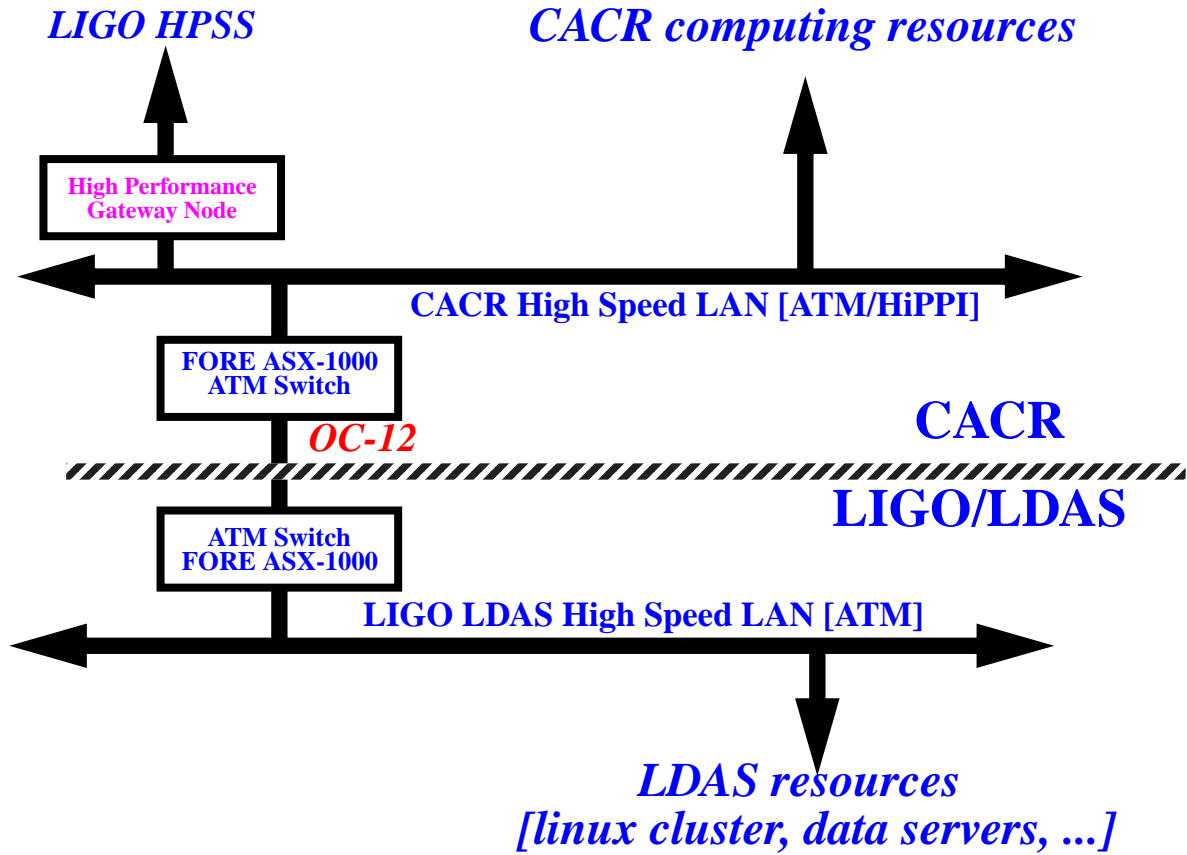 LIGO HPSS
CACR computing resources
High Performance
Gateway Node
CACR High Speed LAN [ATM/HiPPI]
FORE ASX-1000
ATM Switch
OC-12
CACR
LIGO/LDAS
ATM Switch
FORE ASX-1000
LIGO LDAS High Speed LAN [ATM]
LDAS resources
[linux cluster, data servers, ...]